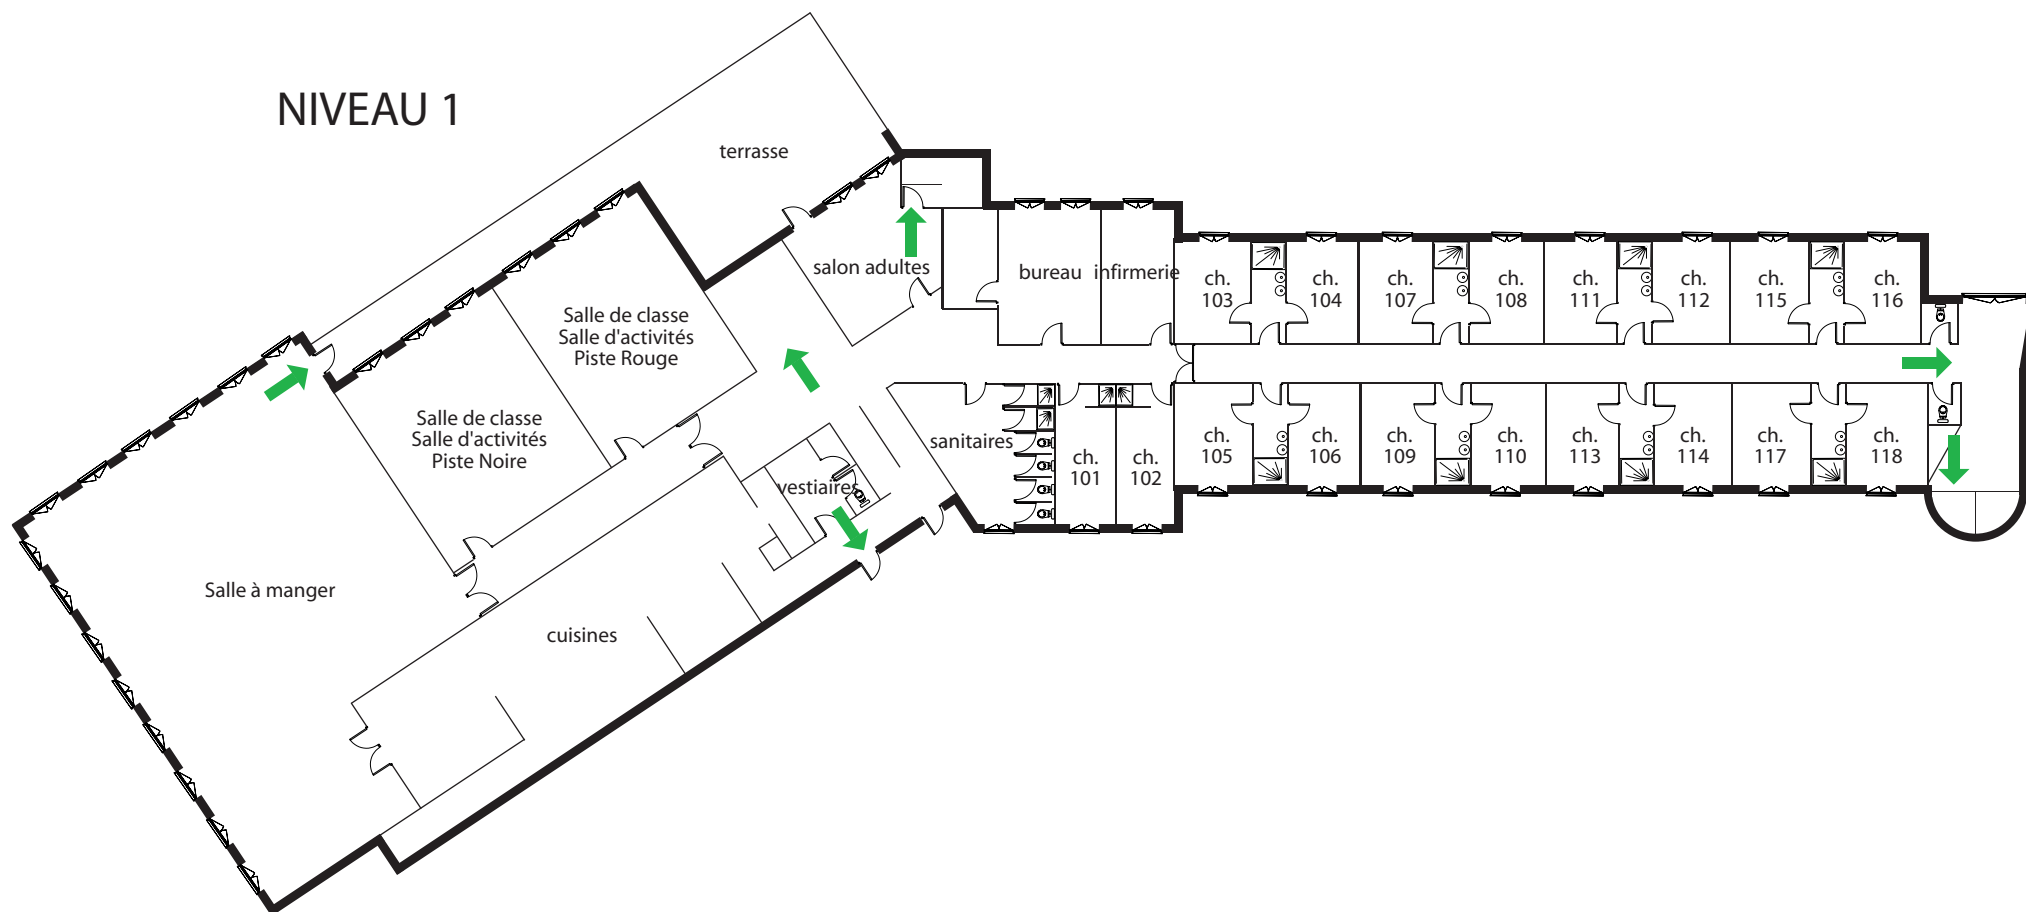 NIVEAU 1
terrasse
salon adultes
bureau
infirmerie
ch.
103
ch.
104
ch.
107
ch.
108
ch.
111
ch.
112
ch.
115
ch.
116
Salle de classe
Salle d'activités
Piste Rouge
Salle de classe
Salle d'activités
Piste Noire
sanitaires
ch.
101
ch.
102
ch.
105
ch.
106
ch.
109
ch.
110
ch.
113
ch.
114
ch.
117
ch.
118
vestiaires
Salle à manger
cuisines